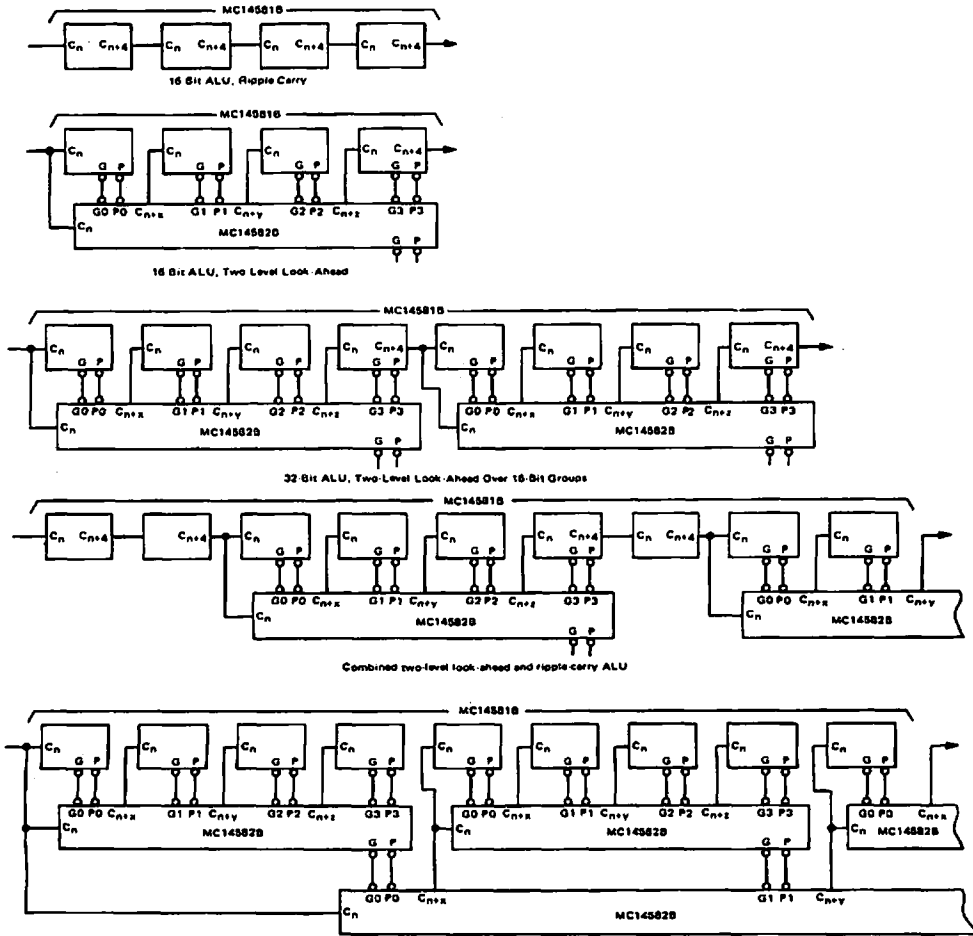 MC14581B
Cn Cn+4 Cn Cn+4 Cn Cn+4 Cn Cn+4
16 Bit ALU, Ripple Carry
MC14581B
Cn Cn Cn Cn Cn+4
G P G P G P G P
G0 P0 Cn+x G1 P1 Cn+y G2 P2 Cn+z G3 P3
Cn
MC14582B
G P
16 Bit ALU, Two Level Look-Ahead
MC14581B
Cn Cn Cn Cn Cn+4 Cn Cn Cn Cn Cn+4
G P G P G P G P G P G P G P G P
G0 P0 Cn+x G1 P1 Cn+y G2 P2 Cn+z G3 P3 G0 P0 Cn+x G1 P1 Cn+y G2 P2 Cn+z G3 P3
Cn Cn
MC14582B MC14582B
G P G P
32-Bit ALU, Two-Level Look-Ahead Over 16-Bit Groups
MC14581B
Cn Cn+4 Cn+4 Cn Cn Cn Cn Cn+4 Cn+4 Cn Cn
G P G P G P G P G P G P
G0 P0 Cn+x G1 P1 Cn+y G2 P2 Cn+z G3 P3 G0 P0 Cn+x G1 P1 Cn+y
Cn Cn
MC14582B MC14582B
G P
Combined two-level look-ahead and ripple-carry ALU
MC14581B
Cn Cn Cn Cn Cn Cn Cn Cn Cn
G P G P G P G P G P G P G P G P G P
G0 P0 Cn+x G1 P1 Cn+y G2 P2 Cn+z G3 P3 G0 P0 Cn+x G1 P1 Cn+y G2 P2 Cn+z G3 P3 G0 P0 Cn+x
Cn Cn Cn
MC14582B MC14582B MC14582B
G P G P
G0 P0 Cn+x G1 P1 Cn+y
Cn
MC14582B